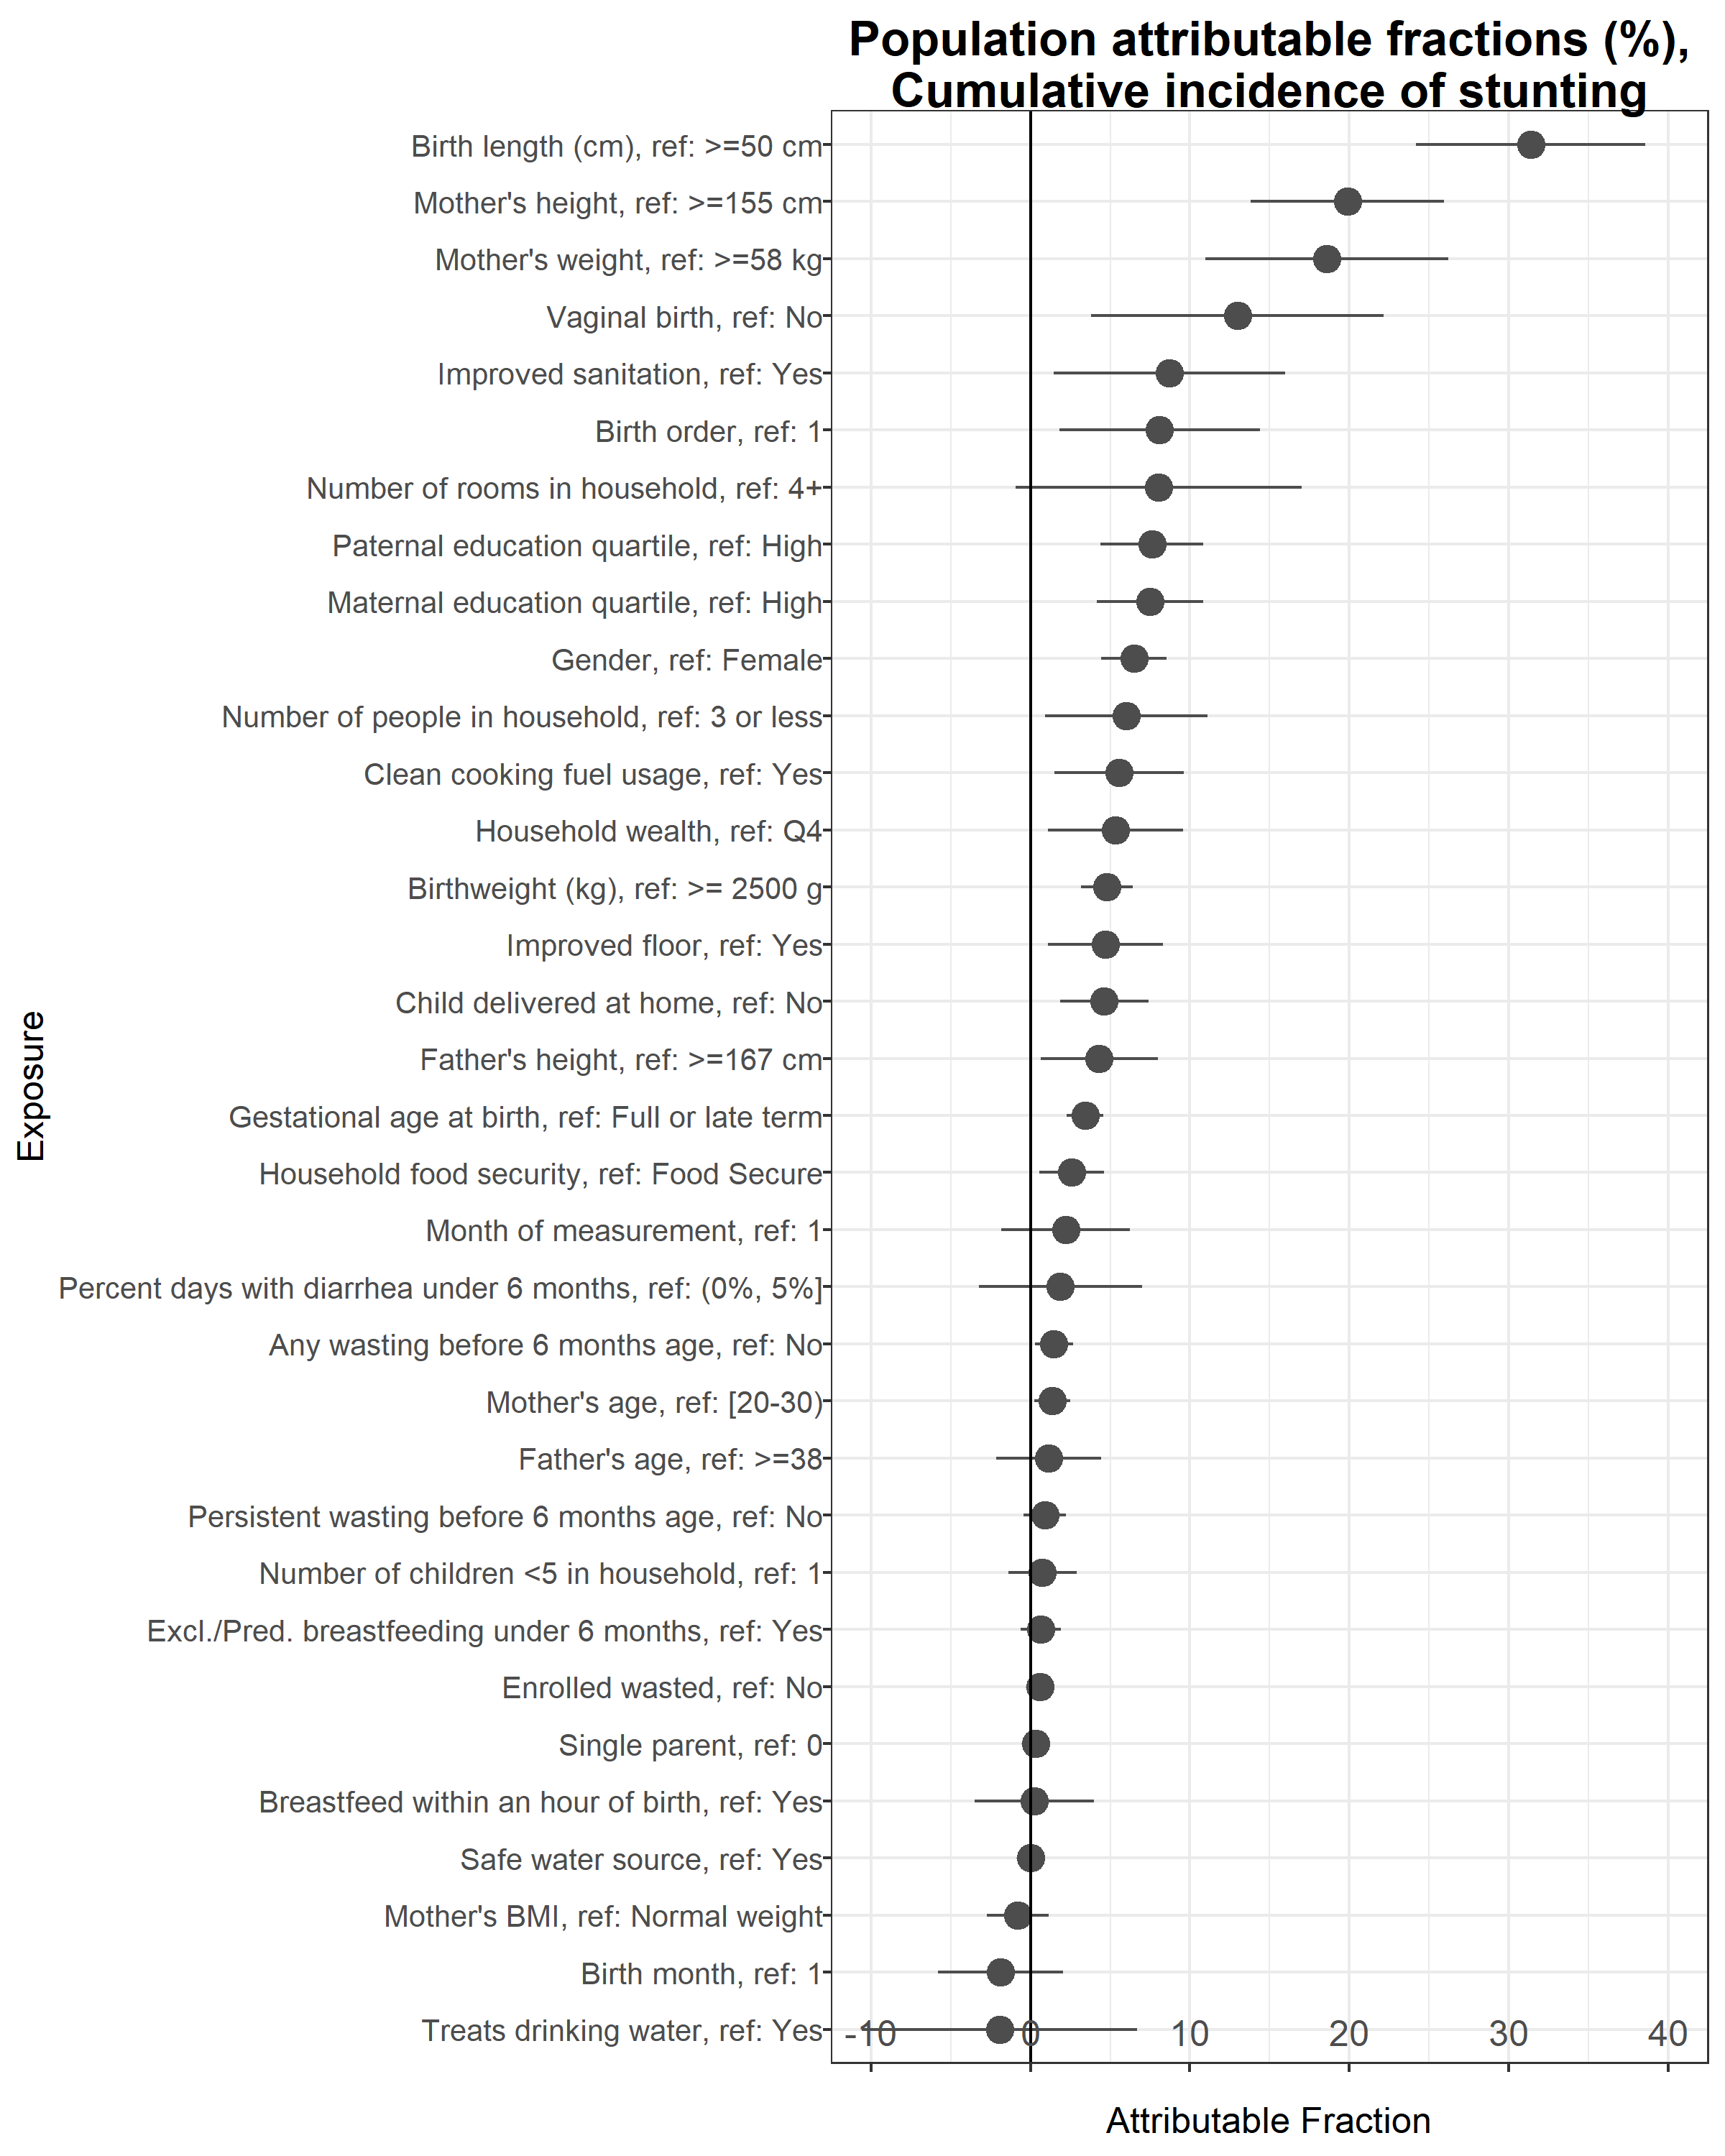 Population attributable fractions (%),
Cumulative incidence of stunting
Birth length (cm), ref: >=50 cm
Mother's height, ref: >=155 cm
Mother's weight, ref: >=58 kg
Vaginal birth, ref: No
Improved sanitation, ref: Yes
Birth order, ref: 1
Number of rooms in household, ref: 4+
Paternal education quartile, ref: High
Maternal education quartile, ref: High
Gender, ref: Female
Number of people in household, ref: 3 or less
Clean cooking fuel usage, ref: Yes
Household wealth, ref: Q4
Birthweight (kg), ref: >= 2500 g
Improved floor, ref: Yes
Child delivered at home, ref: No
Father's height, ref: >=167 cm
Gestational age at birth, ref: Full or late term
Household food security, ref: Food Secure
Month of measurement, ref: 1
Percent days with diarrhea under 6 months, ref: (0%, 5%]
Any wasting before 6 months age, ref: No
Mother's age, ref: [20-30)
Father's age, ref: >=38
Persistent wasting before 6 months age, ref: No
Number of children <5 in household, ref: 1
Excl./Pred. breastfeeding under 6 months, ref: Yes
Enrolled wasted, ref: No
Single parent, ref: 0
Breastfeed within an hour of birth, ref: Yes
Safe water source, ref: Yes
Mother's BMI, ref: Normal weight
Birth month, ref: 1
Treats drinking water, ref: Yes
-10 0 10 20 30 40
Attributable Fraction
Exposure